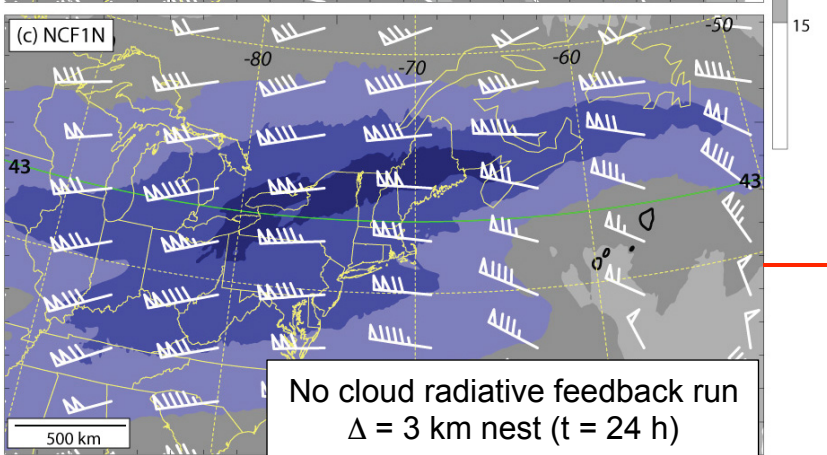 (c) NCF1N
-80
-70
-60
-50
15
43
43
500 km
No cloud radiative feedback run
Δ = 3 km nest (t = 24 h)